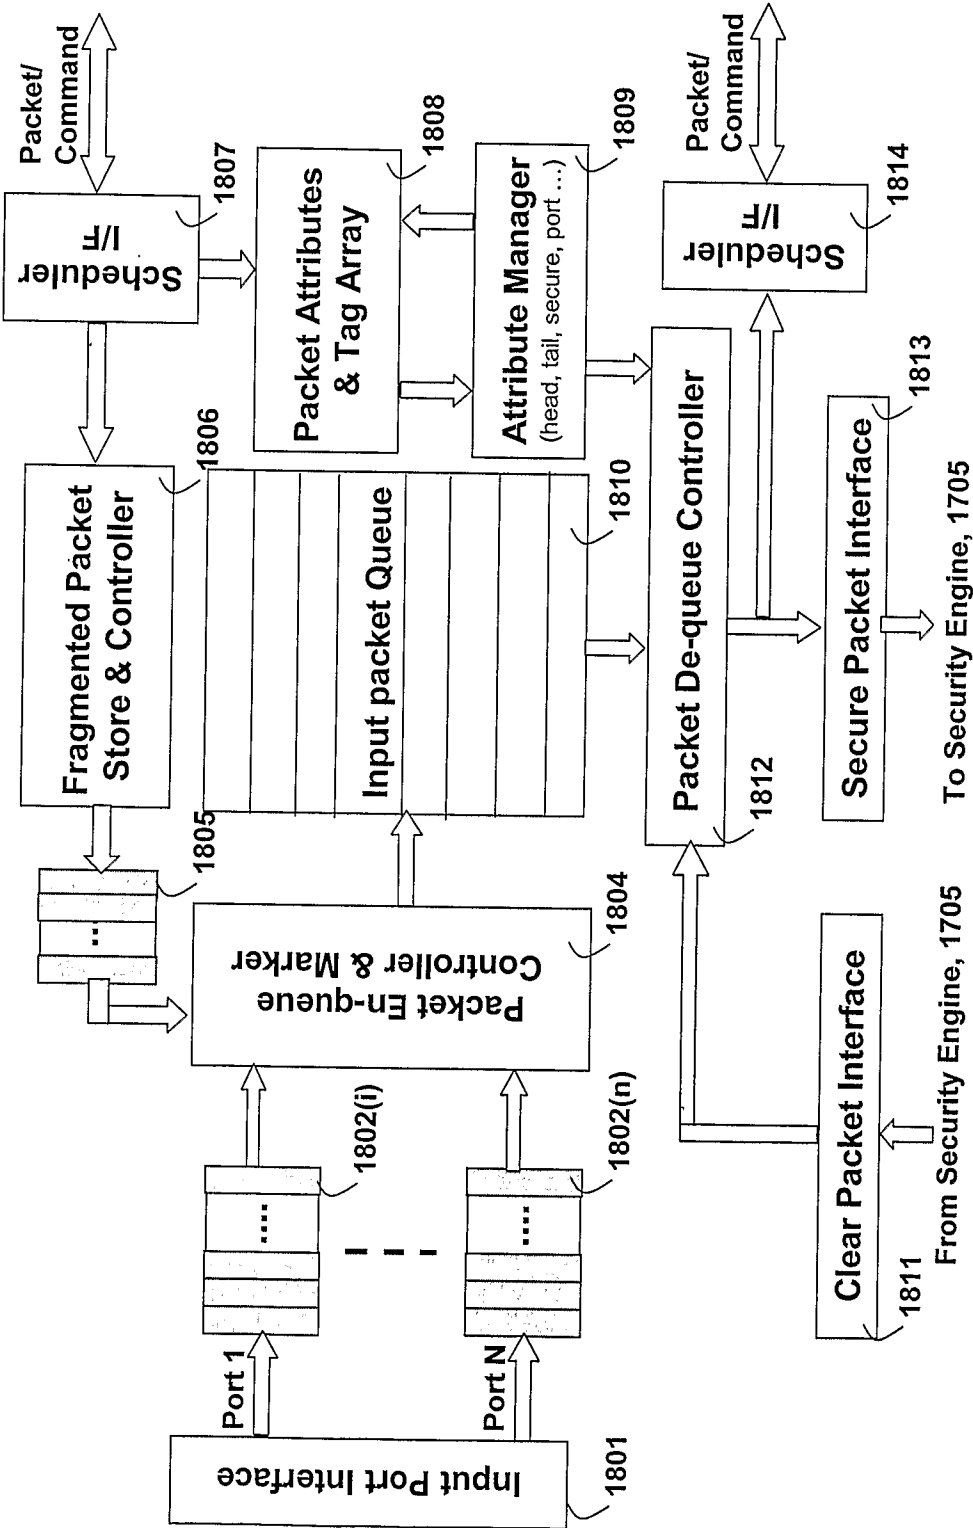 Packet/
Command
Scheduler
I/F
1807
Fragmented Packet
Store & Controller
1806
1805
Packet Attributes
& Tag Array
1808
Attribute Manager
(head, tail, secure, port ...)
1809
Input packet Queue
1810
Packet En-queue
Controller & Marker
1804
Input Port Interface
1801
Port 1
Port N
....
1802(i)
....
1802(n)
...
Packet De-queue Controller
1812
Packet/
Command
Scheduler
I/F
1814
Secure Packet Interface
1813
To Security Engine, 1705
Clear Packet Interface
1811
From Security Engine, 1705